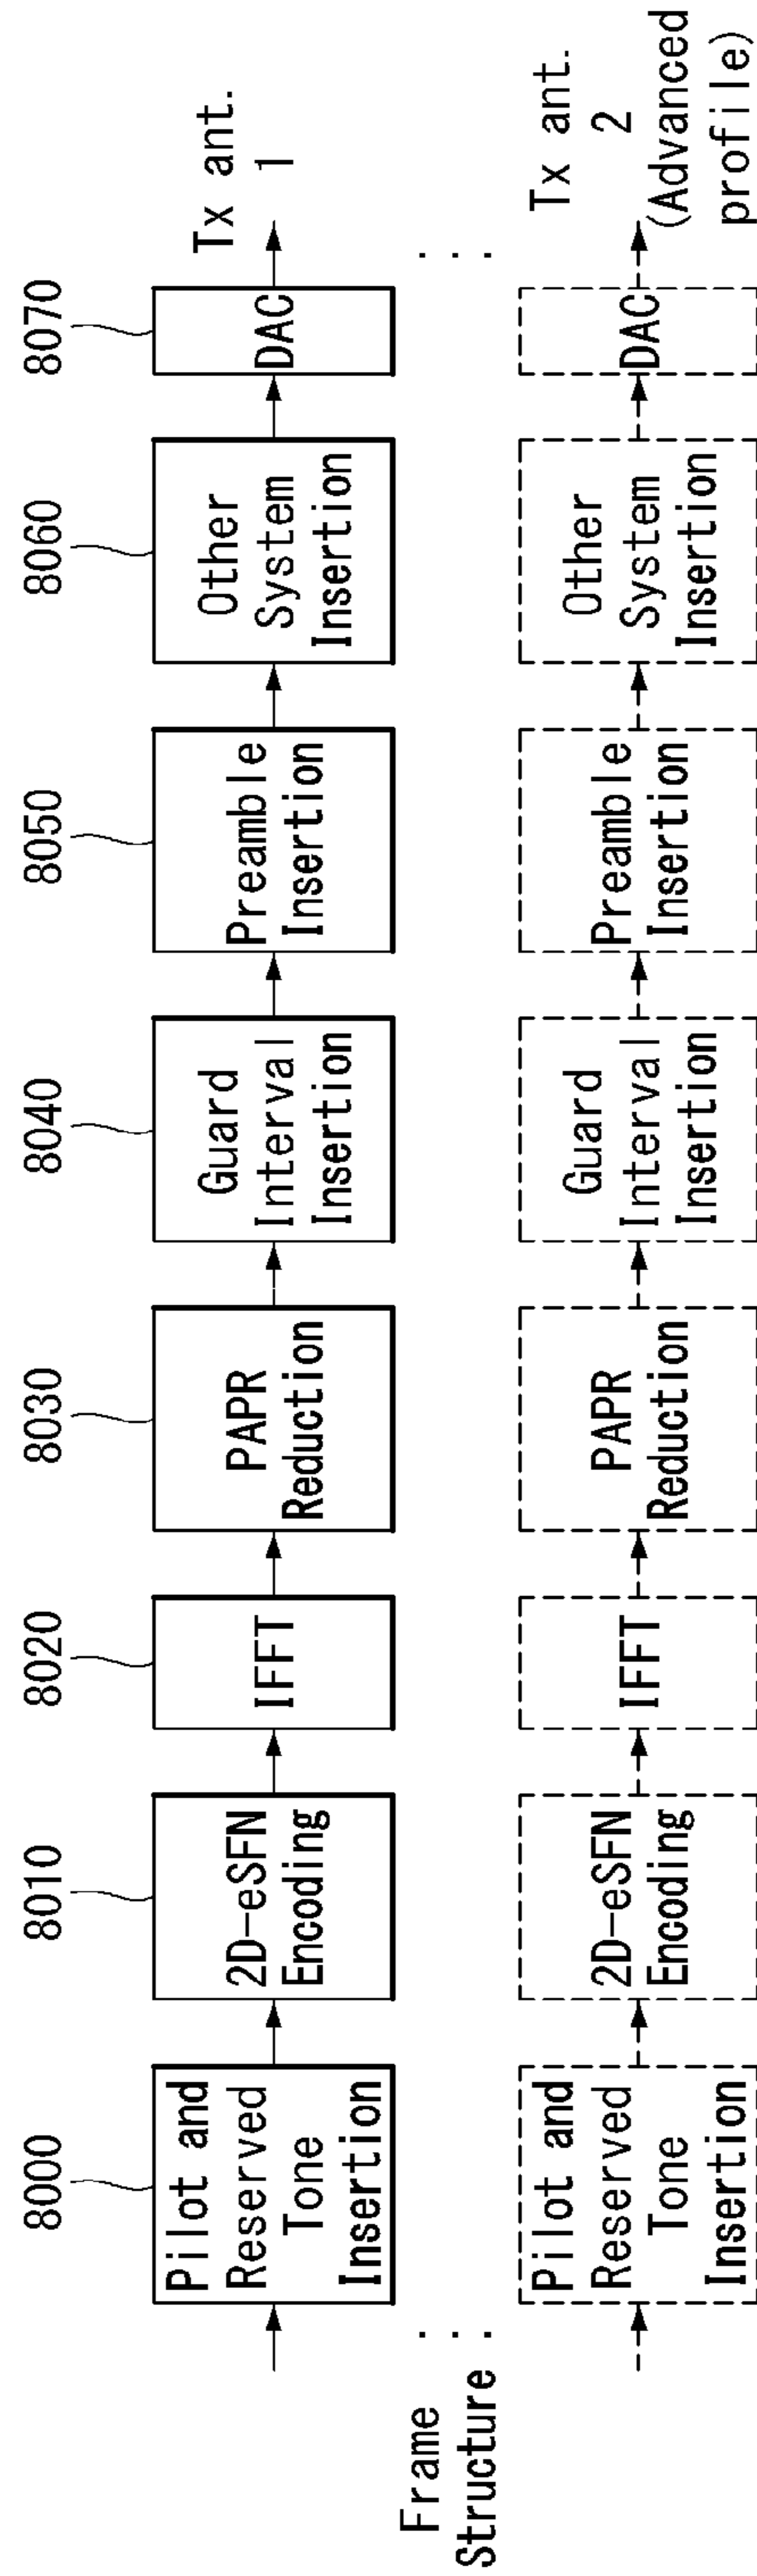 8000
8010
8020
8030
8040
8050
8060
8070
Frame
Structure
Pilot and
Reserved
Tone
Insertion
2D-eSFN
Encoding
IFFT
PAPR
Reduction
Guard
Interval
Insertion
Preamble
Insertion
Other
System
Insertion
DAC
Tx ant.
1
...
...
Pilot and
Reserved
Tone
Insertion
2D-eSFN
Encoding
IFFT
PAPR
Reduction
Guard
Interval
Insertion
Preamble
Insertion
Other
System
Insertion
DAC
Tx ant.
2
(Advanced
profile)